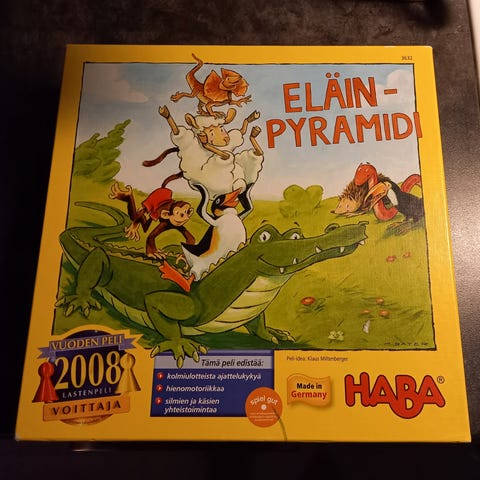 3632
ELÄIN-
PYRAMIDI
M. BATER
VUODEN PELI
2008
LASTENPELI
VOITTAJA
Tämä peli edistää:
kolmiulotteista ajattelukykyä
hienomotoriikkaa
silmien ja käsien
yhteistoimintaa
spiel gut
Peli-idea: Klaus Miltenberger
Made in
Germany
HABA®